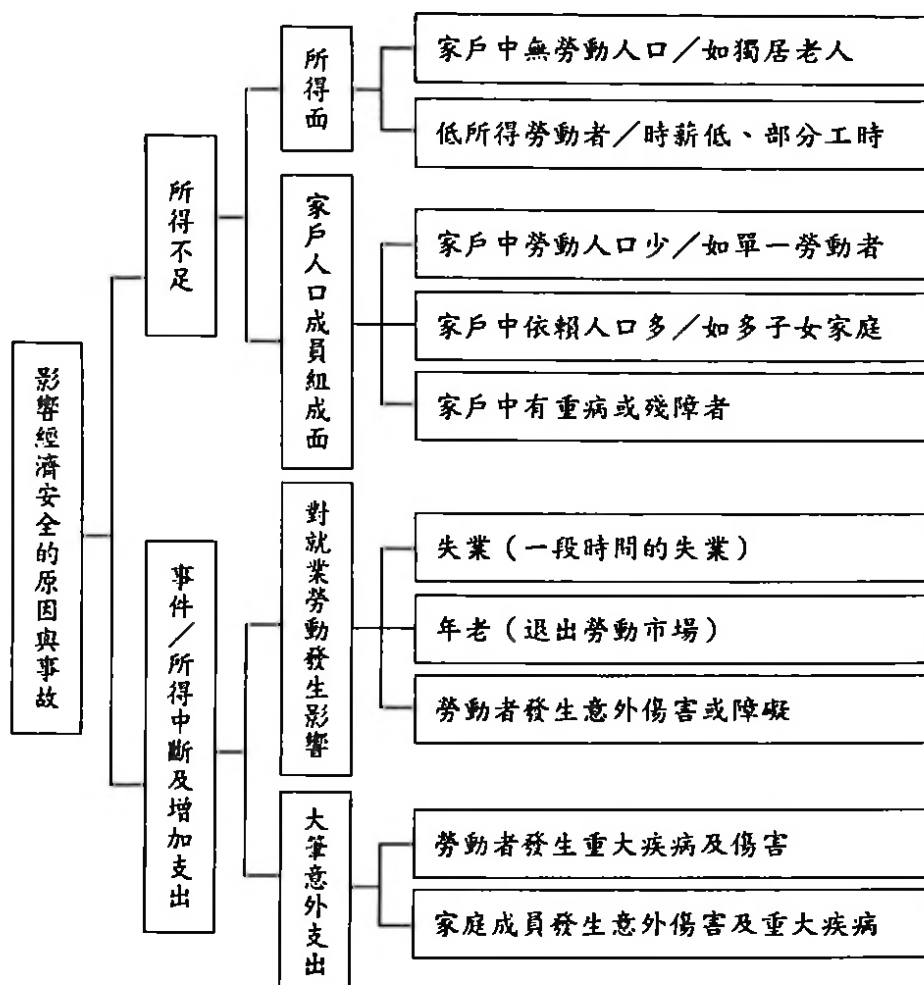 影響經濟安全的原因與事故
所得不足
所得面
家戶中無勞動人口／如獨居老人
低所得勞動者／時薪低、部分工時
家戶人口成員組成面
家戶中勞動人口少／如單一勞動者
家戶中依賴人口多／如多子女家庭
家戶中有重病或殘障者
事件／所得中斷及增加支出
對就業勞動發生影響
失業（一段時間的失業）
年老（退出勞動市場）
勞動者發生意外傷害或障礙
大筆意外支出
勞動者發生重大疾病及傷害
家庭成員發生意外傷害及重大疾病